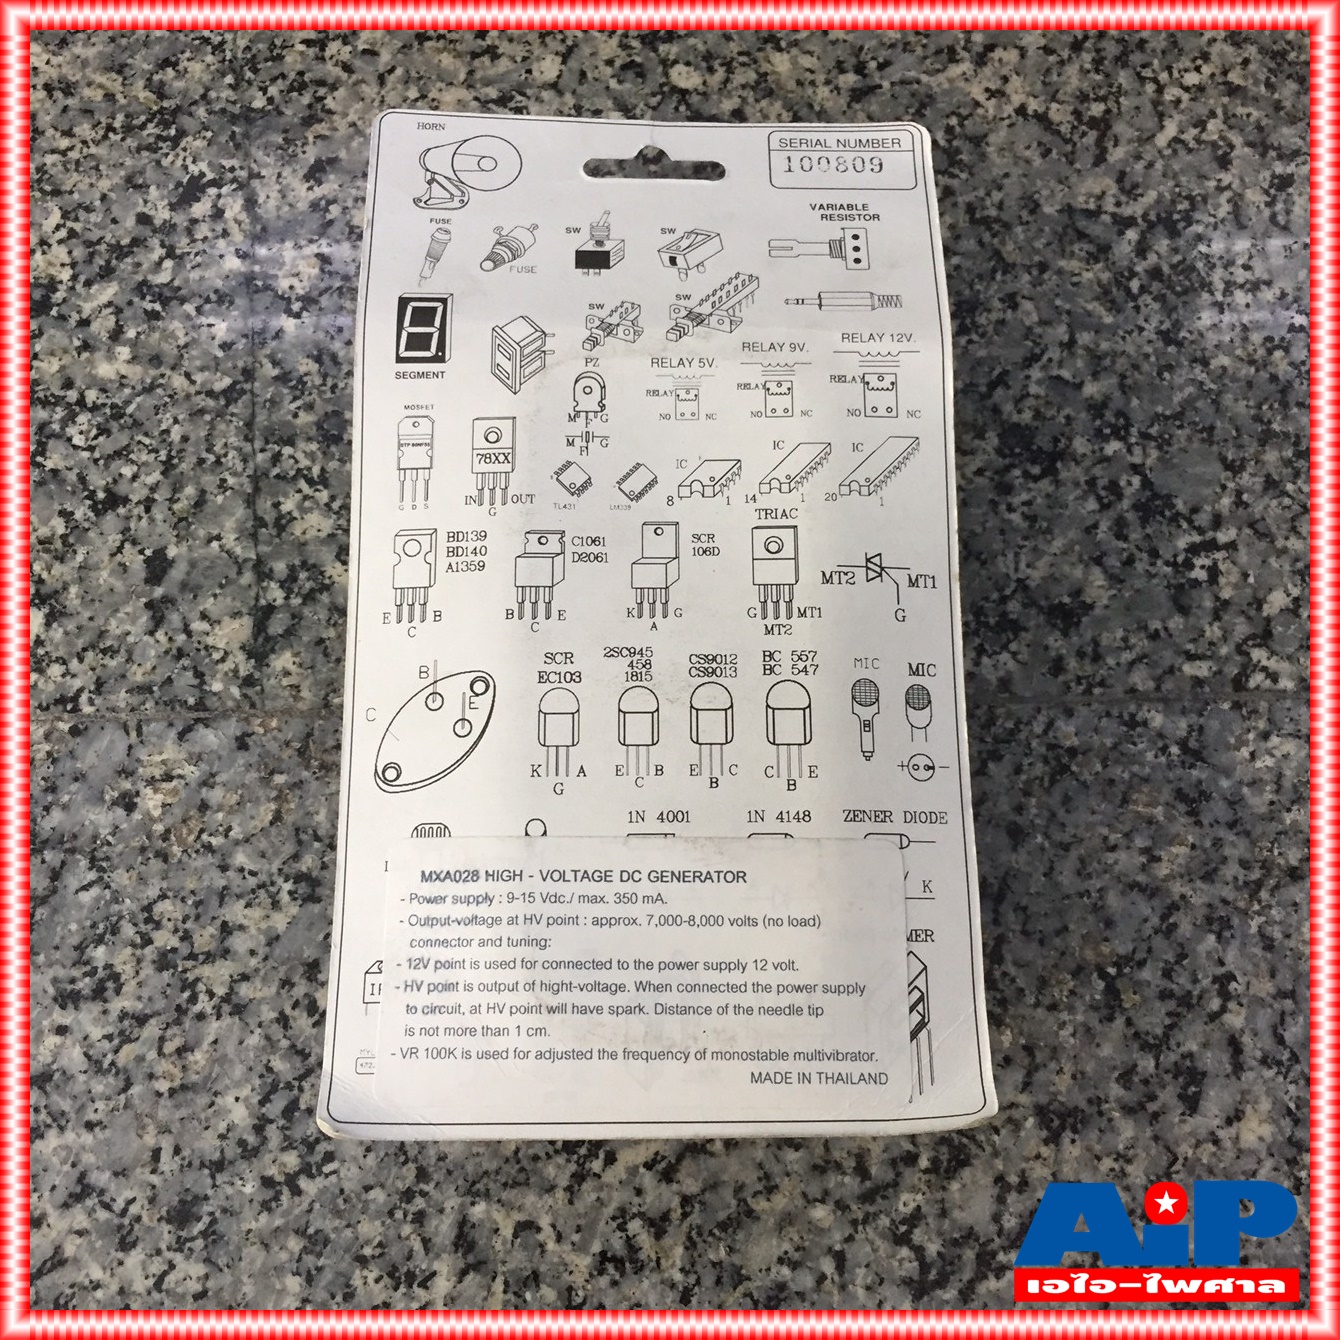 HORN
SERIAL NUMBER
100809
VARIABLE
RESISTOR
FUSE
FUSE
SW
SW
SW
SW
SEGMENT
PZ
M F G
M G
F
RELAY 5V.
RELAY 9V.
RELAY 12V.
RELAY
RELAY
RELAY
NO NC
NO NC
NO NC
MOSFET
STP 60NF06
G D S
78XX
IN OUT
G
TL431
LM339
IC
8 1
IC
14 1
IC
20 1
TRIAC
BD139
BD140
A1359
E B
C
C1061
D2061
B E
C
SCR
106D
K G
A
G MT1
MT2
MT2 MT1
G
B
E
C
SCR
EC103
K A
G
2SC945
458
1815
E B
C
CS9012
CS9013
E C
B
BC 557
BC 547
C E
B
MIC
MIC
+ -
1N 4001
1N 4148
ZENER DIODE
K
MER
MXA028 HIGH - VOLTAGE DC GENERATOR
- Power supply : 9-15 Vdc./ max. 350 mA.
- Output-voltage at HV point : approx. 7,000-8,000 volts (no load)
connector and tuning:
- 12V point is used for connected to the power supply 12 volt.
- HV point is output of hight-voltage. When connected the power supply
to circuit, at HV point will have spark. Distance of the needle tip
is not more than 1 cm.
- VR 100K is used for adjusted the frequency of monostable multivibrator.
MADE IN THAILAND
AiP
เอไอ-ไพศาล